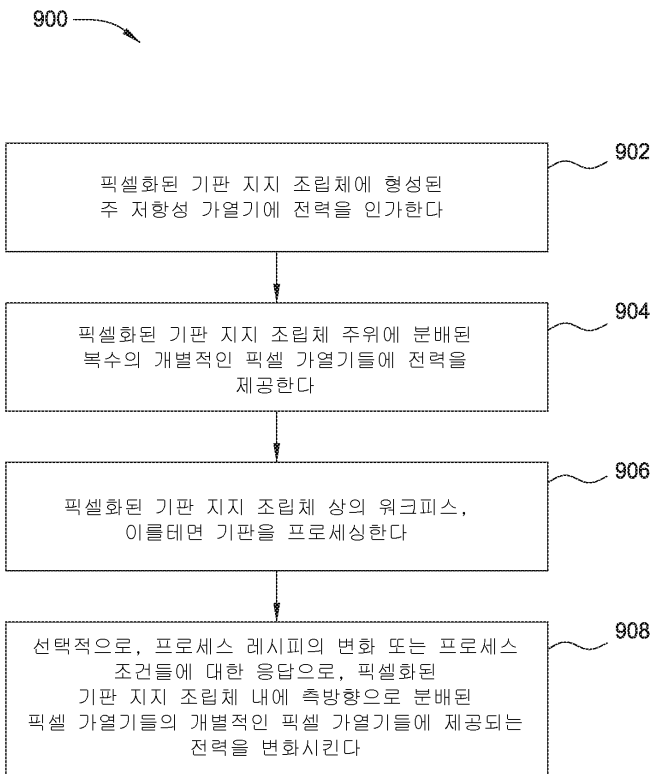 900
902
픽셀화된 기판 지지 조립체에 형성된
주 저항성 가열기에 전력을 인가한다
904
픽셀화된 기판 지지 조립체 주위에 분배된
복수의 개별적인 픽셀 가열기들에 전력을
제공한다
906
픽셀화된 기판 지지 조립체 상의 워크피스,
이를테면 기판을 프로세싱한다
908
선택적으로, 프로세스 레시피의 변화 또는 프로세스
조건들에 대한 응답으로, 픽셀화된
기판 지지 조립체 내에 측방향으로 분배된
픽셀 가열기들의 개별적인 픽셀 가열기들에 제공되는
전력을 변화시킨다